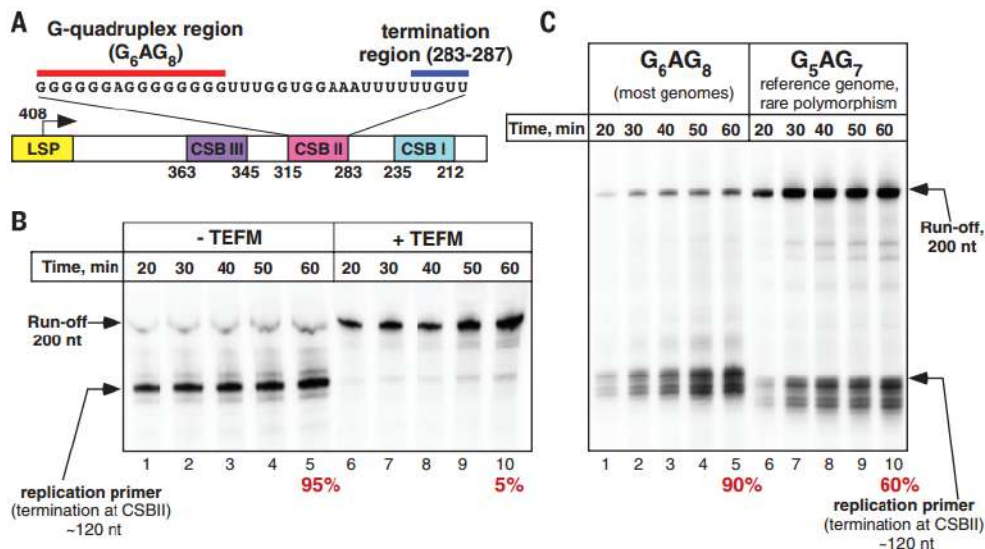 A
G-quadruplex region
(G6AG8)
termination
region (283-287)
GGGGGGAGGGGGGGGUUUGGUGGAAAUUUUUUGUU
408
LSP
CSB III
CSB II
CSB I
363
345
315
283
235
212
B
- TEFM
+ TEFM
Time, min
20
30
40
50
60
20
30
40
50
60
Run-off
200 nt
1
2
3
4
5
6
7
8
9
10
95%
5%
replication primer
(termination at CSBII)
~120 nt
C
G6AG8
(most genomes)
G5AG7
reference genome,
rare polymorphism
Time, min
20
30
40
50
60
20
30
40
50
60
Run-off,
200 nt
1
2
3
4
5
6
7
8
9
10
90%
60%
replication primer
(termination at CSBII)
~120 nt